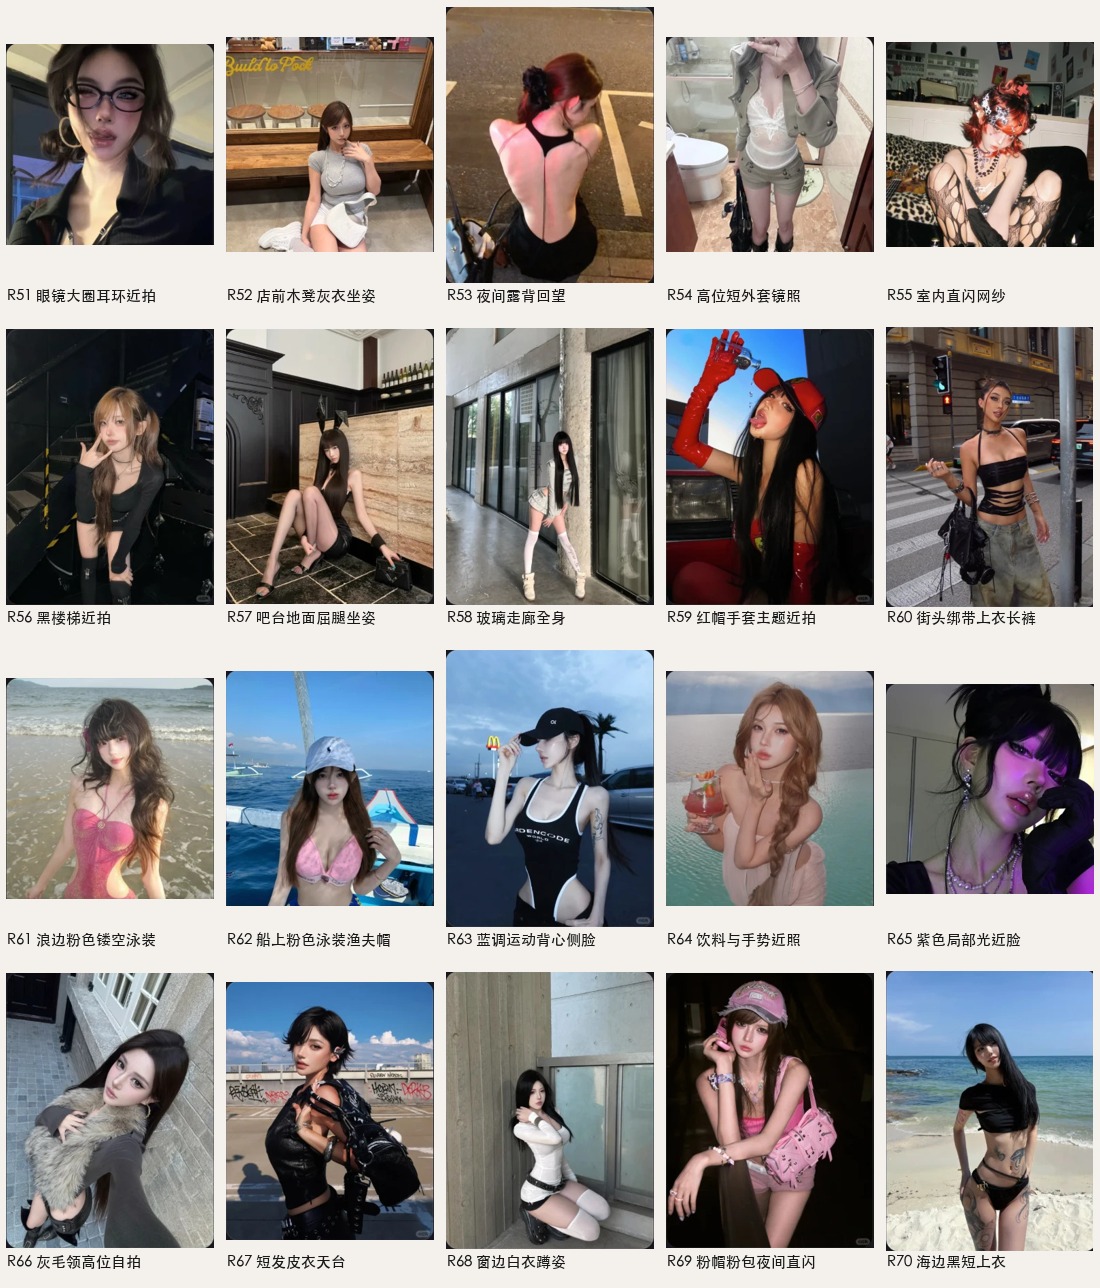 Build to Pock
R51 眼镜大圈耳环近拍
R52 店前木凳灰衣坐姿
R53 夜间露背回望
R54 高位短外套镜照
R55 室内直闪网纱
R56 黑楼梯近拍
R57 吧台地面屈腿坐姿
R58 玻璃走廊全身
R59 红帽手套主题近拍
R60 街头绑带上衣长裤
R61 浪边粉色镂空泳装
R62 船上粉色泳装渔夫帽
R63 蓝调运动背心侧脸
R64 饮料与手势近照
R65 紫色局部光近脸
R66 灰毛领高位自拍
R67 短发皮衣天台
R68 窗边白衣蹲姿
R69 粉帽粉包夜间直闪
R70 海边黑短上衣